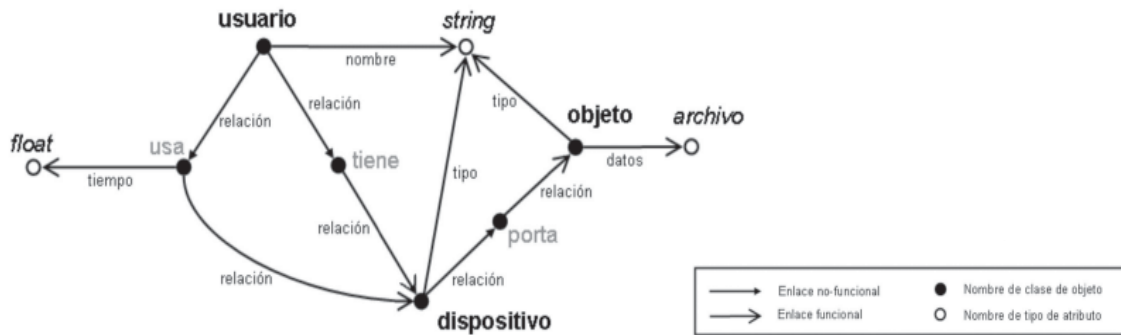 usuario
string
nombre
relación
relación
tipo
objeto
archivo
float
usa
tiene
datos
tiempo
tipo
relación
relación
porta
relación
relación
dispositivo
Enlace no-funcional
Nombre de clase de objeto
Enlace funcional
Nombre de tipo de atributo